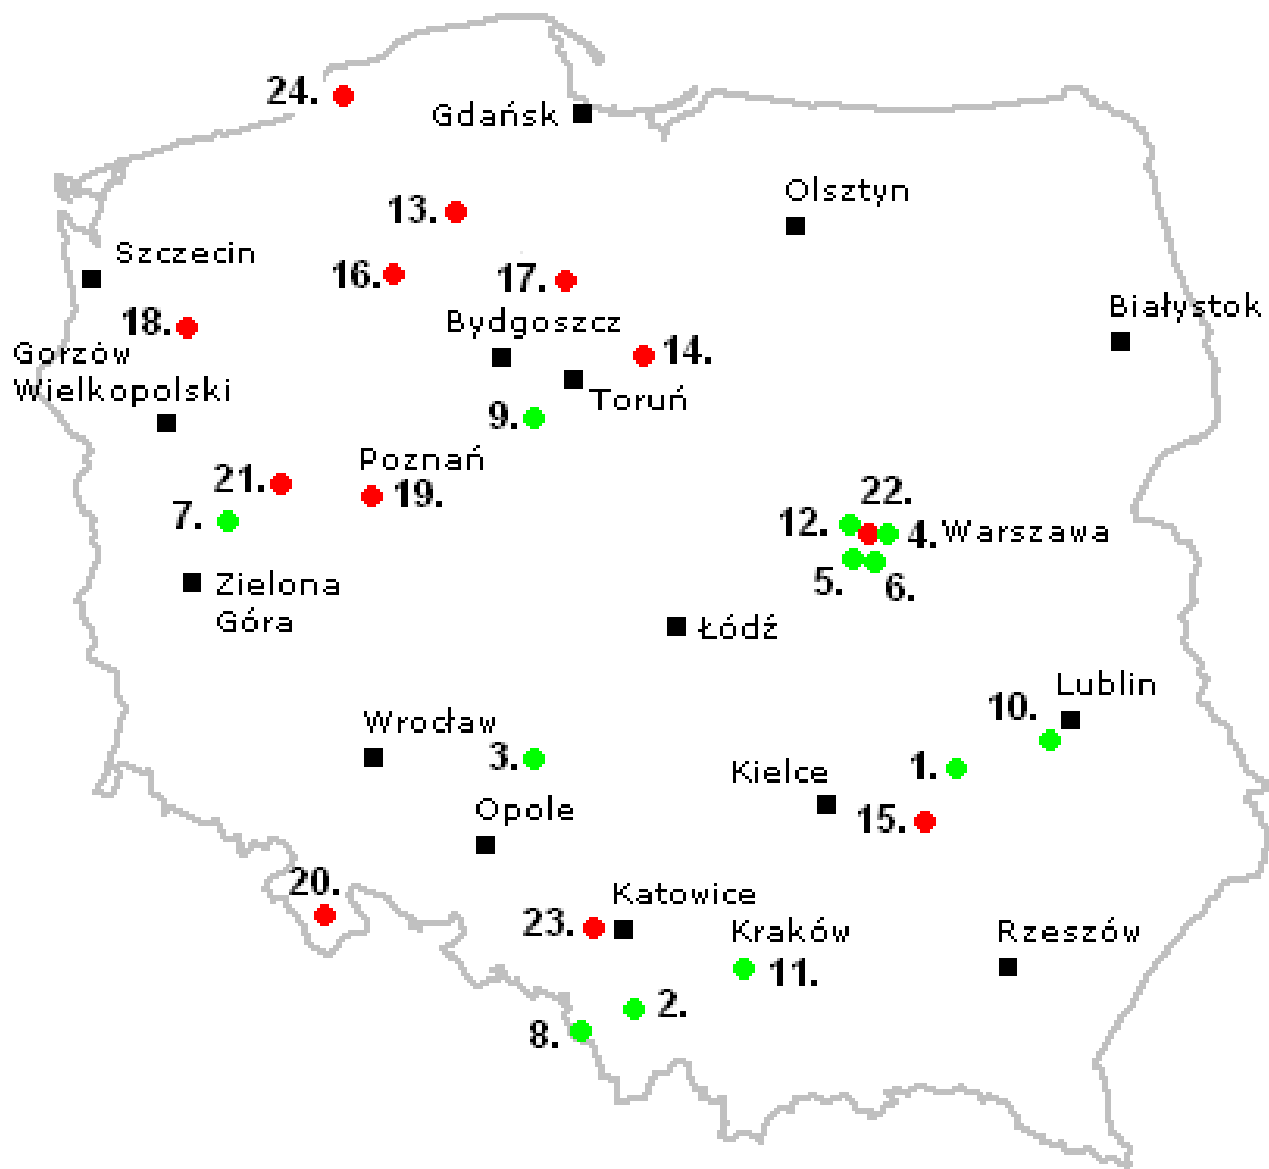 24.
Gdańsk
Olsztyn
13.
Szczecin
16.
17.
Białystok
18.
Bydgoszcz
14.
Gorzów
Wielkopolski
Toruń
9.
Poznań
21.
19.
22.
7.
12.
4.
Warszawa
5.
6.
Zielona
Góra
Łódź
Lublin
10.
Wrocław
3.
Kielce
1.
Opole
15.
20.
Katowice
23.
Kraków
Rzeszów
11.
2.
8.